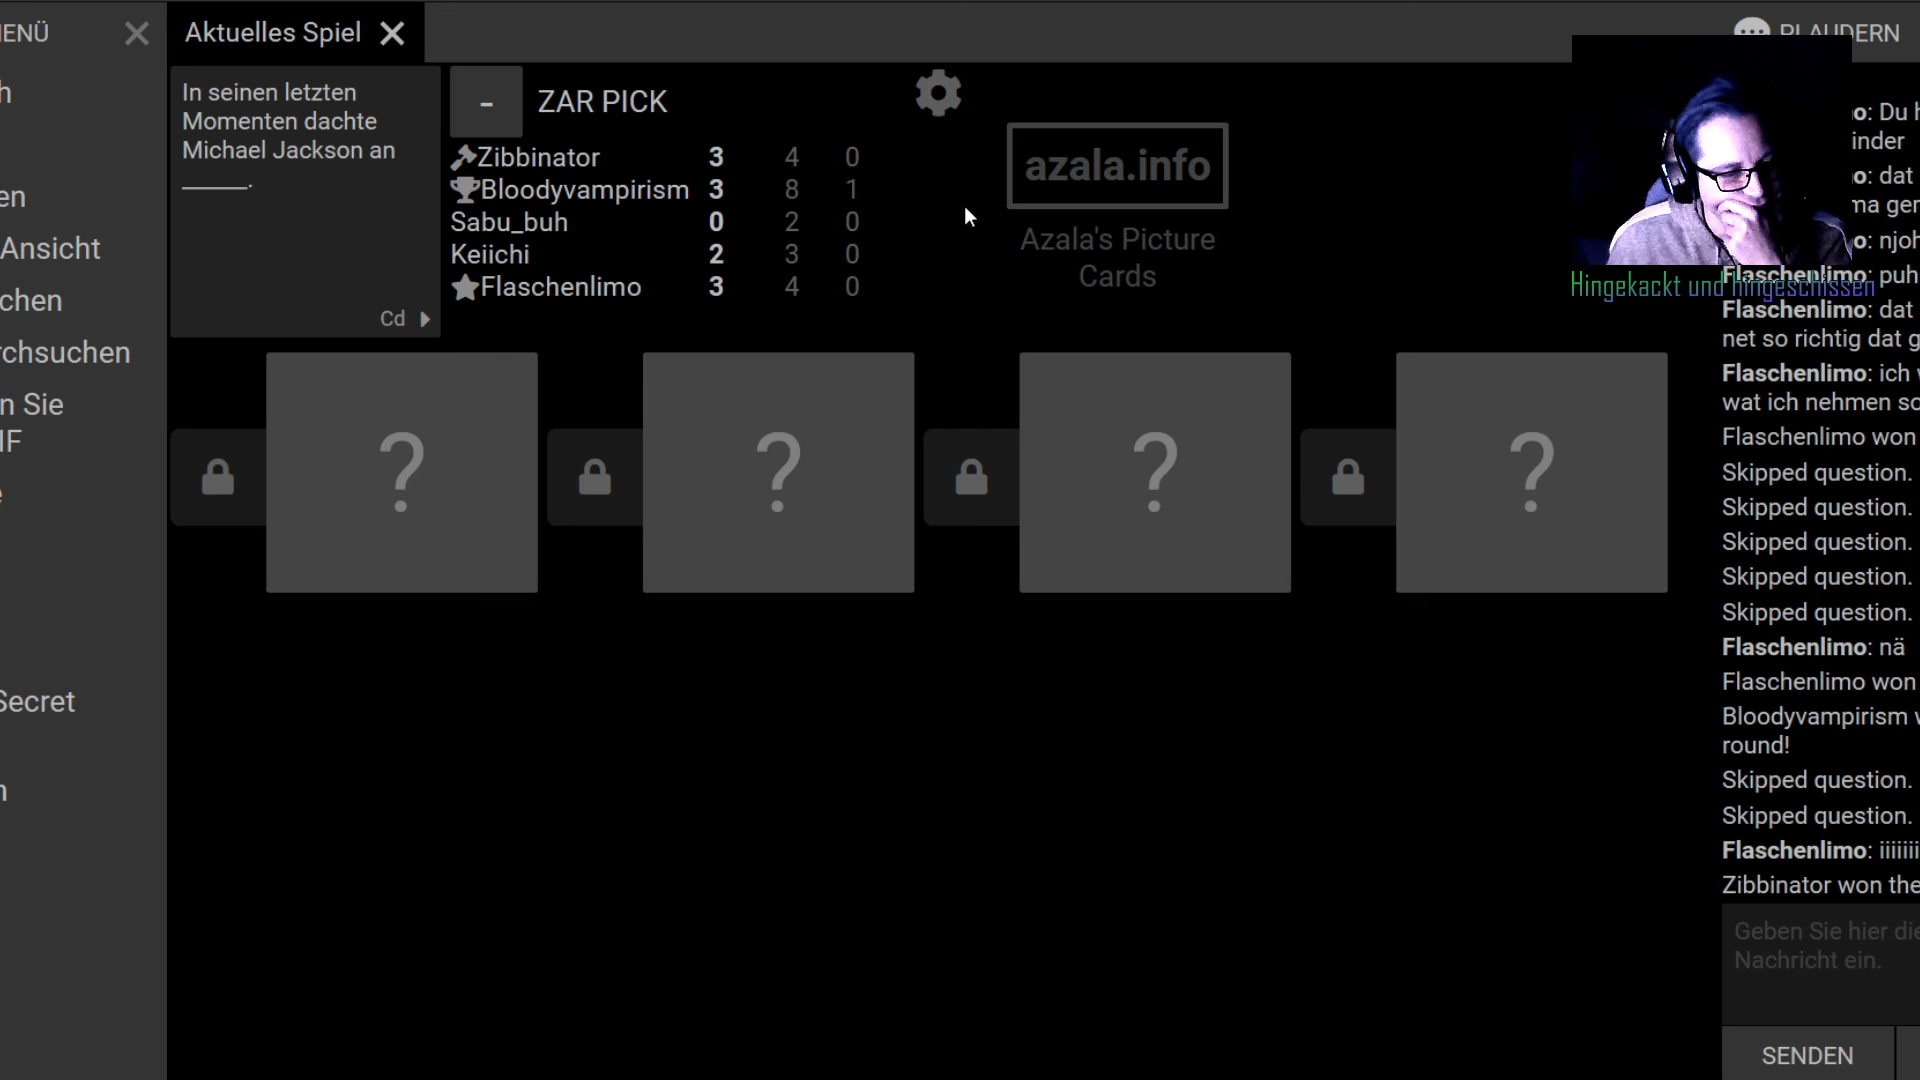 ENÜ
Aktuelles Spiel
PLAUDERN
In seinen letzten
Momenten dachte
Michael Jackson an
______.
Cd
-
ZAR PICK
Zibbinator 3 4 0
Bloodyvampirism 3 8 1
Sabu_buh 0 2 0
Keiichi 2 3 0
Flaschenlimo 3 4 0
azala.info
Azala's Picture
Cards
h
en
Ansicht
chen
rchsuchen
n Sie
Secret
n
?
?
?
?
Hingekackt und hingeschissen
o: Du h
inder
o: dat
ma ger
o: njoh
Flaschenlimo: puh
Flaschenlimo: dat
net so richtig dat g
Flaschenlimo: ich w
wat ich nehmen so
Flaschenlimo won
Skipped question.
Skipped question.
Skipped question.
Skipped question.
Skipped question.
Flaschenlimo: nä
Flaschenlimo won
Bloodyvampirism w
round!
Skipped question.
Skipped question.
Flaschenlimo: iiiiiii
Zibbinator won the
Geben Sie hier die
Nachricht ein.
SENDEN